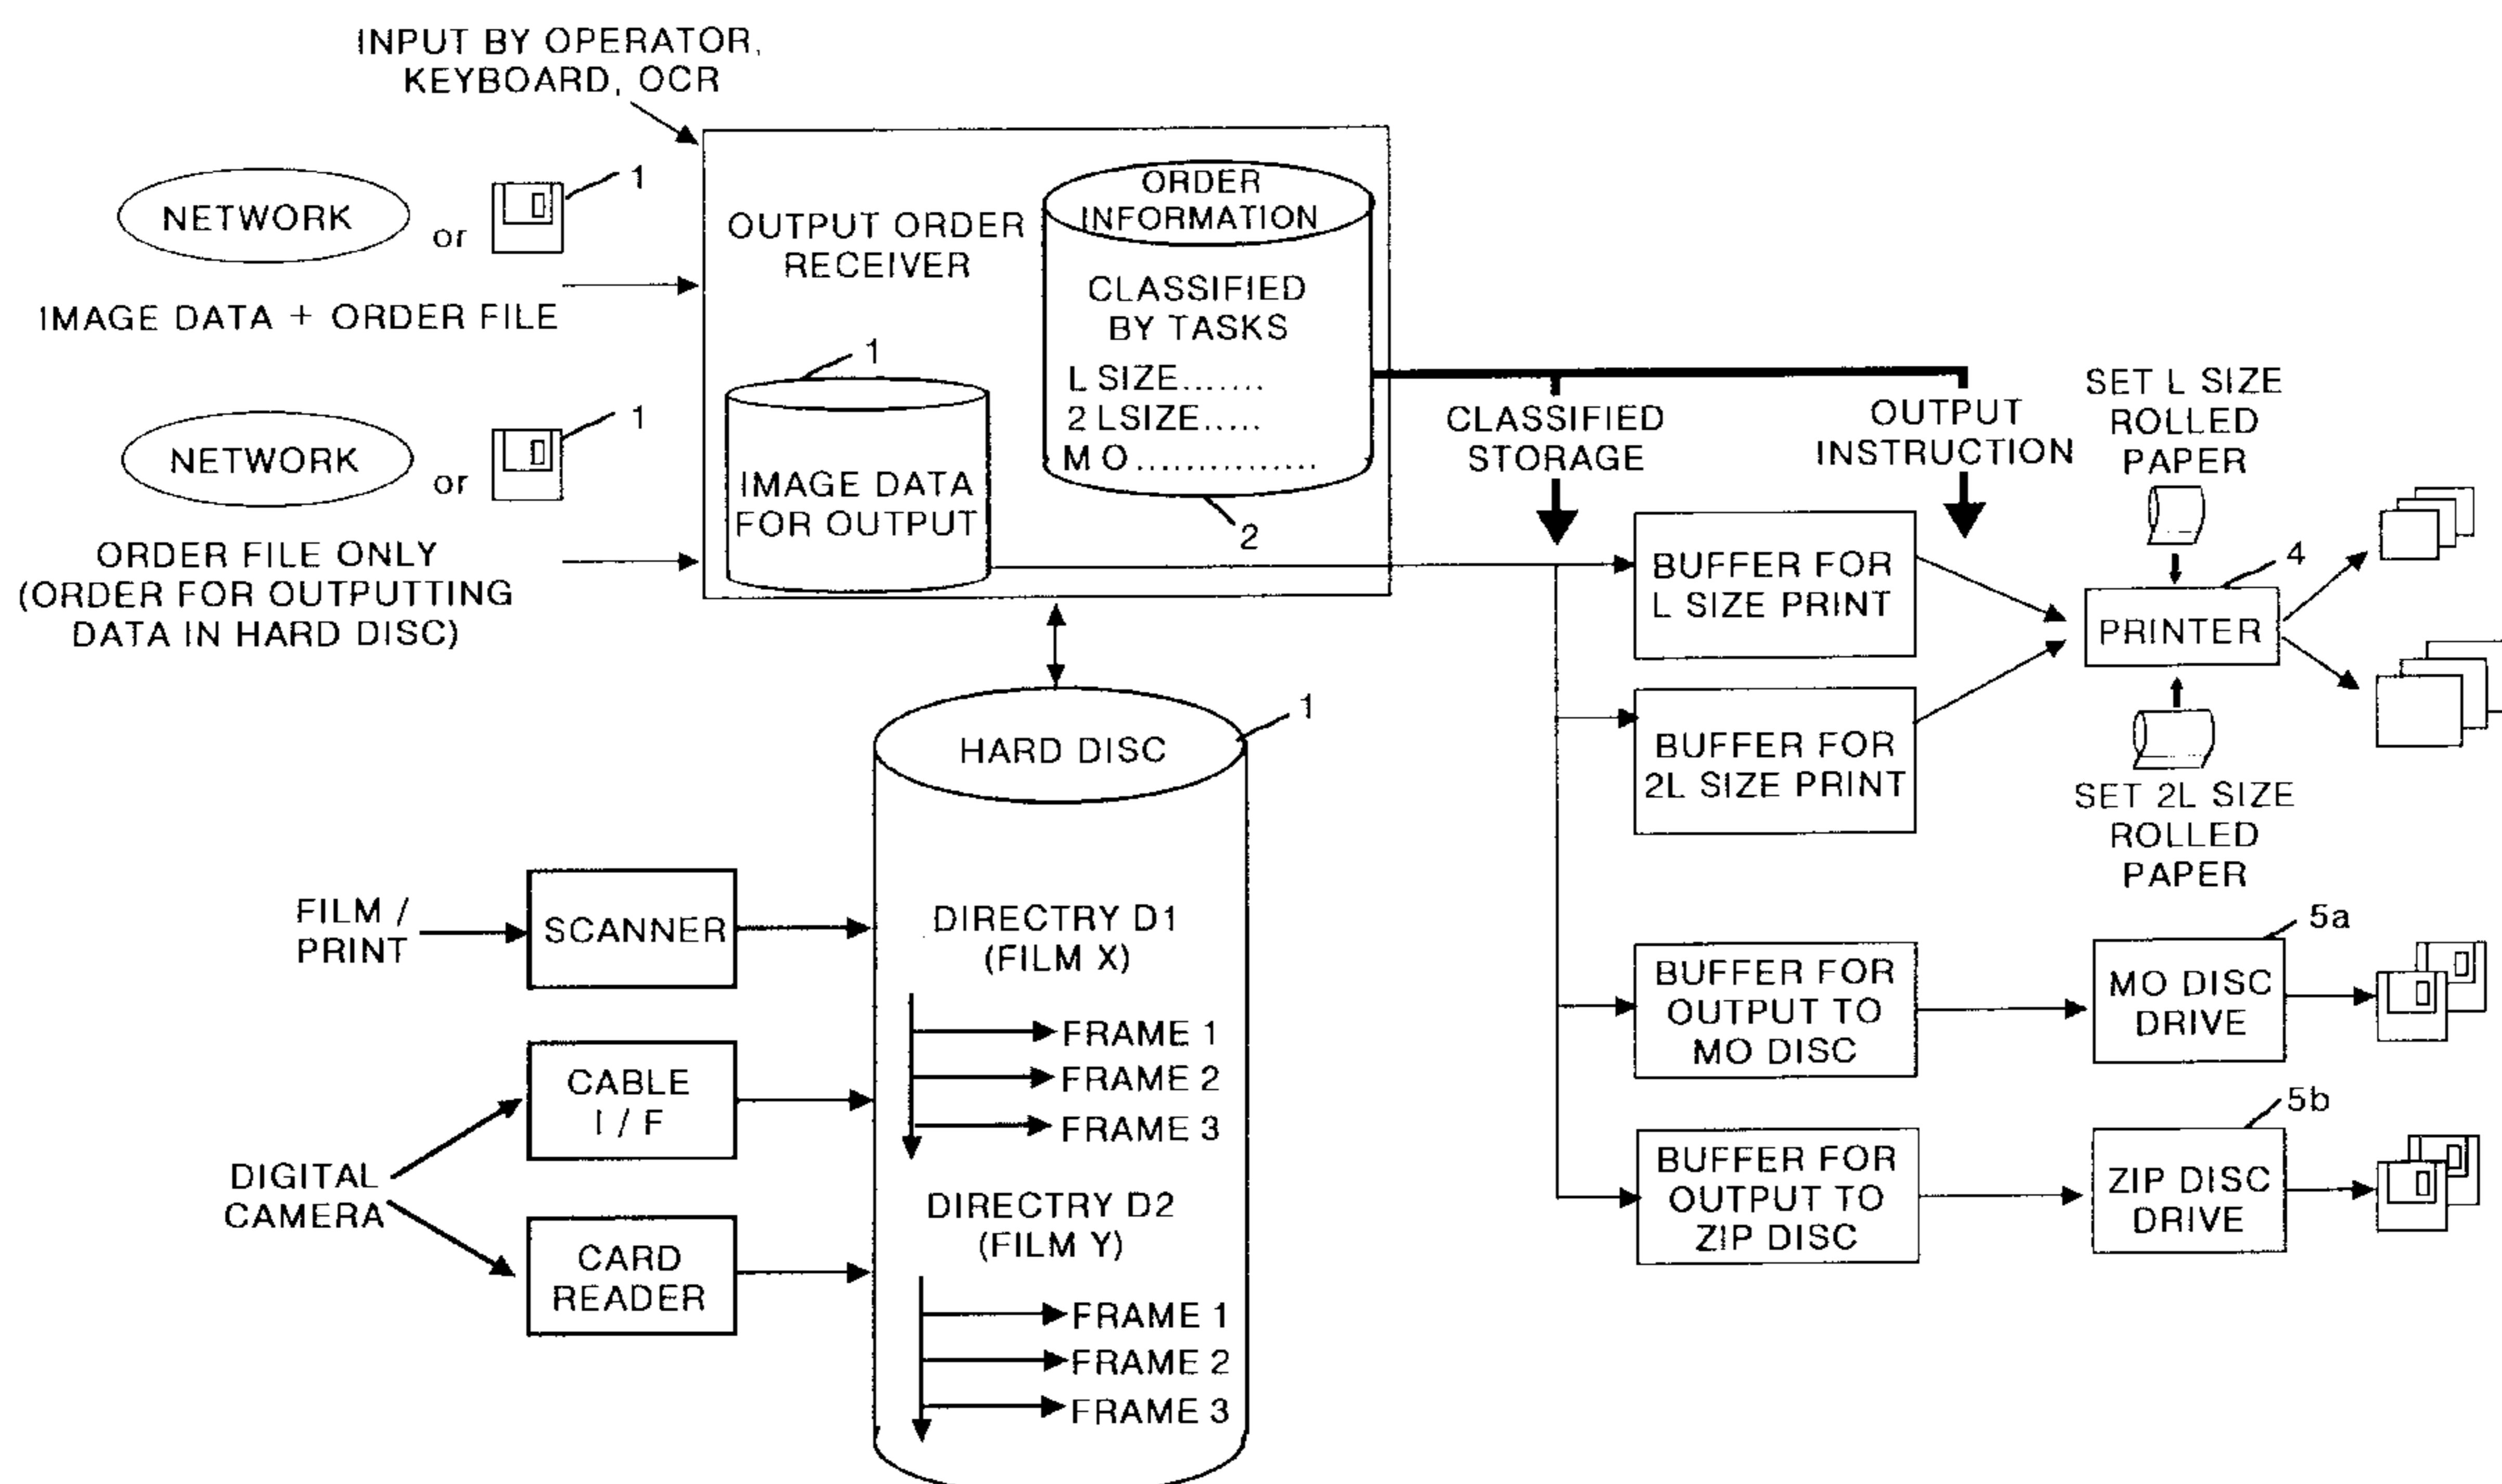 INPUT BY OPERATOR,
KEYBOARD, OCR
NETWORK
or
1
IMAGE DATA + ORDER FILE
NETWORK
or
1
ORDER FILE ONLY
(ORDER FOR OUTPUTTING
DATA IN HARD DISC)
OUTPUT ORDER
RECEIVER
ORDER
INFORMATION
CLASSIFIED
BY TASKS
L SIZE.......
2 LSIZE.....
M O...............
2
1
IMAGE DATA
FOR OUTPUT
CLASSIFIED
STORAGE
OUTPUT
INSTRUCTION
SET L SIZE
ROLLED
PAPER
BUFFER FOR
L SIZE PRINT
4
PRINTER
BUFFER FOR
2L SIZE PRINT
SET 2L SIZE
ROLLED
PAPER
1
HARD DISC
FILM /
PRINT
SCANNER
DIGITAL
CAMERA
CABLE
I / F
CARD
READER
DIRECTRY D1
(FILM X)
FRAME 1
FRAME 2
FRAME 3
DIRECTRY D2
(FILM Y)
FRAME 1
FRAME 2
FRAME 3
BUFFER FOR
OUTPUT TO
MO DISC
5a
MO DISC
DRIVE
BUFFER FOR
OUTPUT TO
ZIP DISC
5b
ZIP DISC
DRIVE